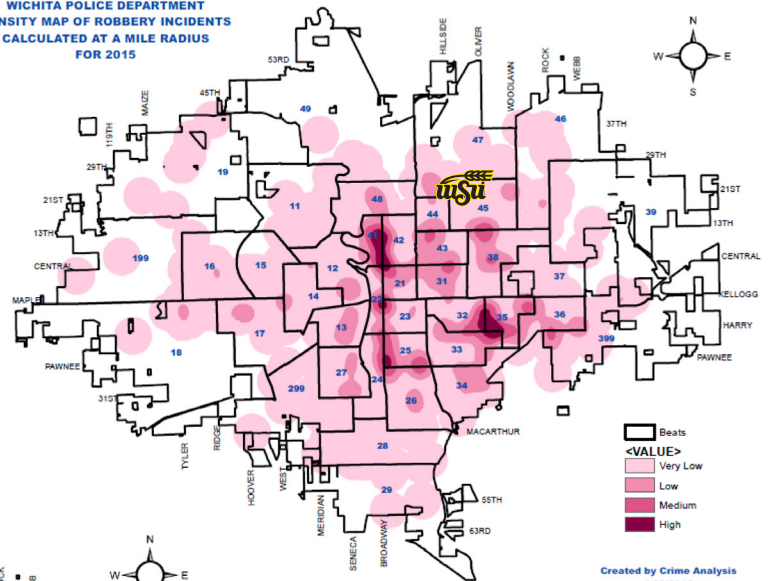 WICHITA POLICE DEPARTMENT
NSITY MAP OF ROBBERY INCIDENTS
CALCULATED AT A MILE RADIUS
FOR 2015
N
W
E
S
HILLSIDE
OLIVER
WOODLAWN
ROCK
WEBB
53RD
45TH
MAIZE
119TH
29TH
21ST
13TH
CENTRAL
MAPLE
PAWNEE
31ST
TYLER
RIDGE
HOOVER
WEST
MERIDIAN
SENECA
BROADWAY
37TH
29TH
21ST
13TH
CENTRAL
KELLOGG
HARRY
PAWNEE
MACARTHUR
55TH
63RD
49
46
47
19
wsu
11
48
44
45
39
42
43
38
199
16
15
12
37
21
31
14
22
23
32
35
36
13
17
18
25
33
399
27
24
34
299
26
28
29
Beats
<VALUE>
Very Low
Low
Medium
High
N
W
E
B
Created by Crime Analysis